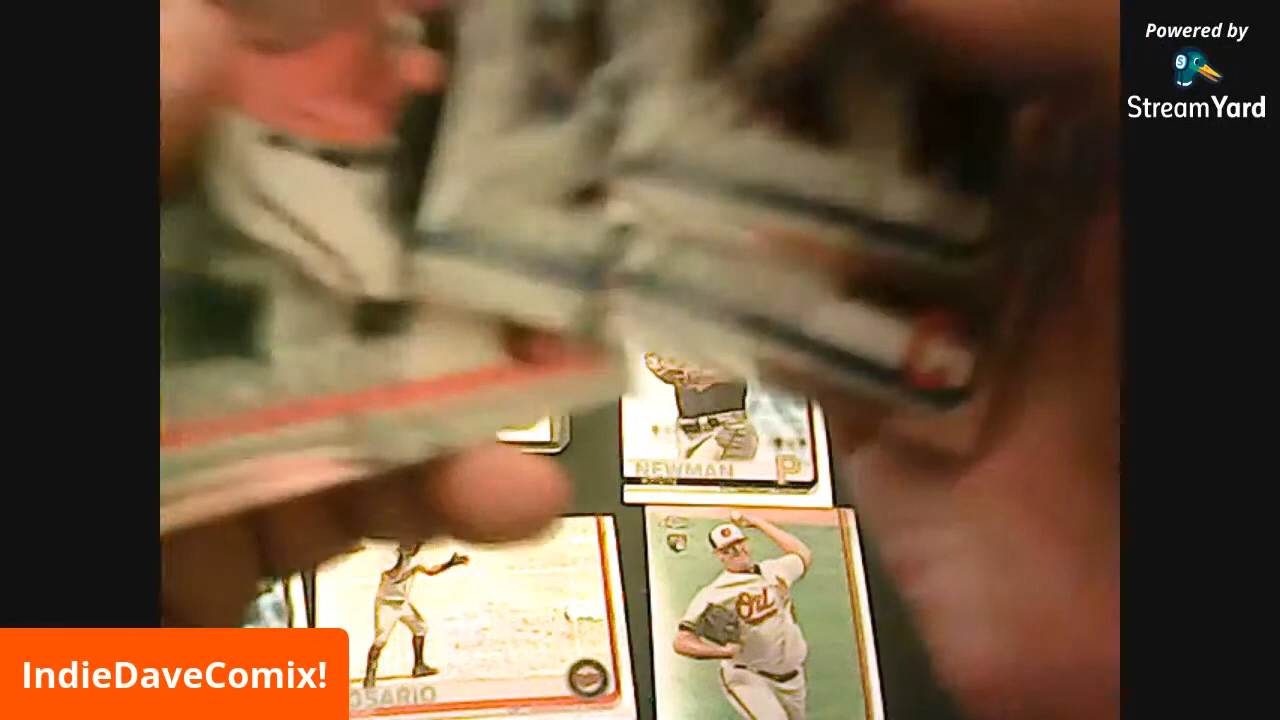 Powered by
StreamYard
NEWMAN
P
OSARIO
IndieDaveComix!